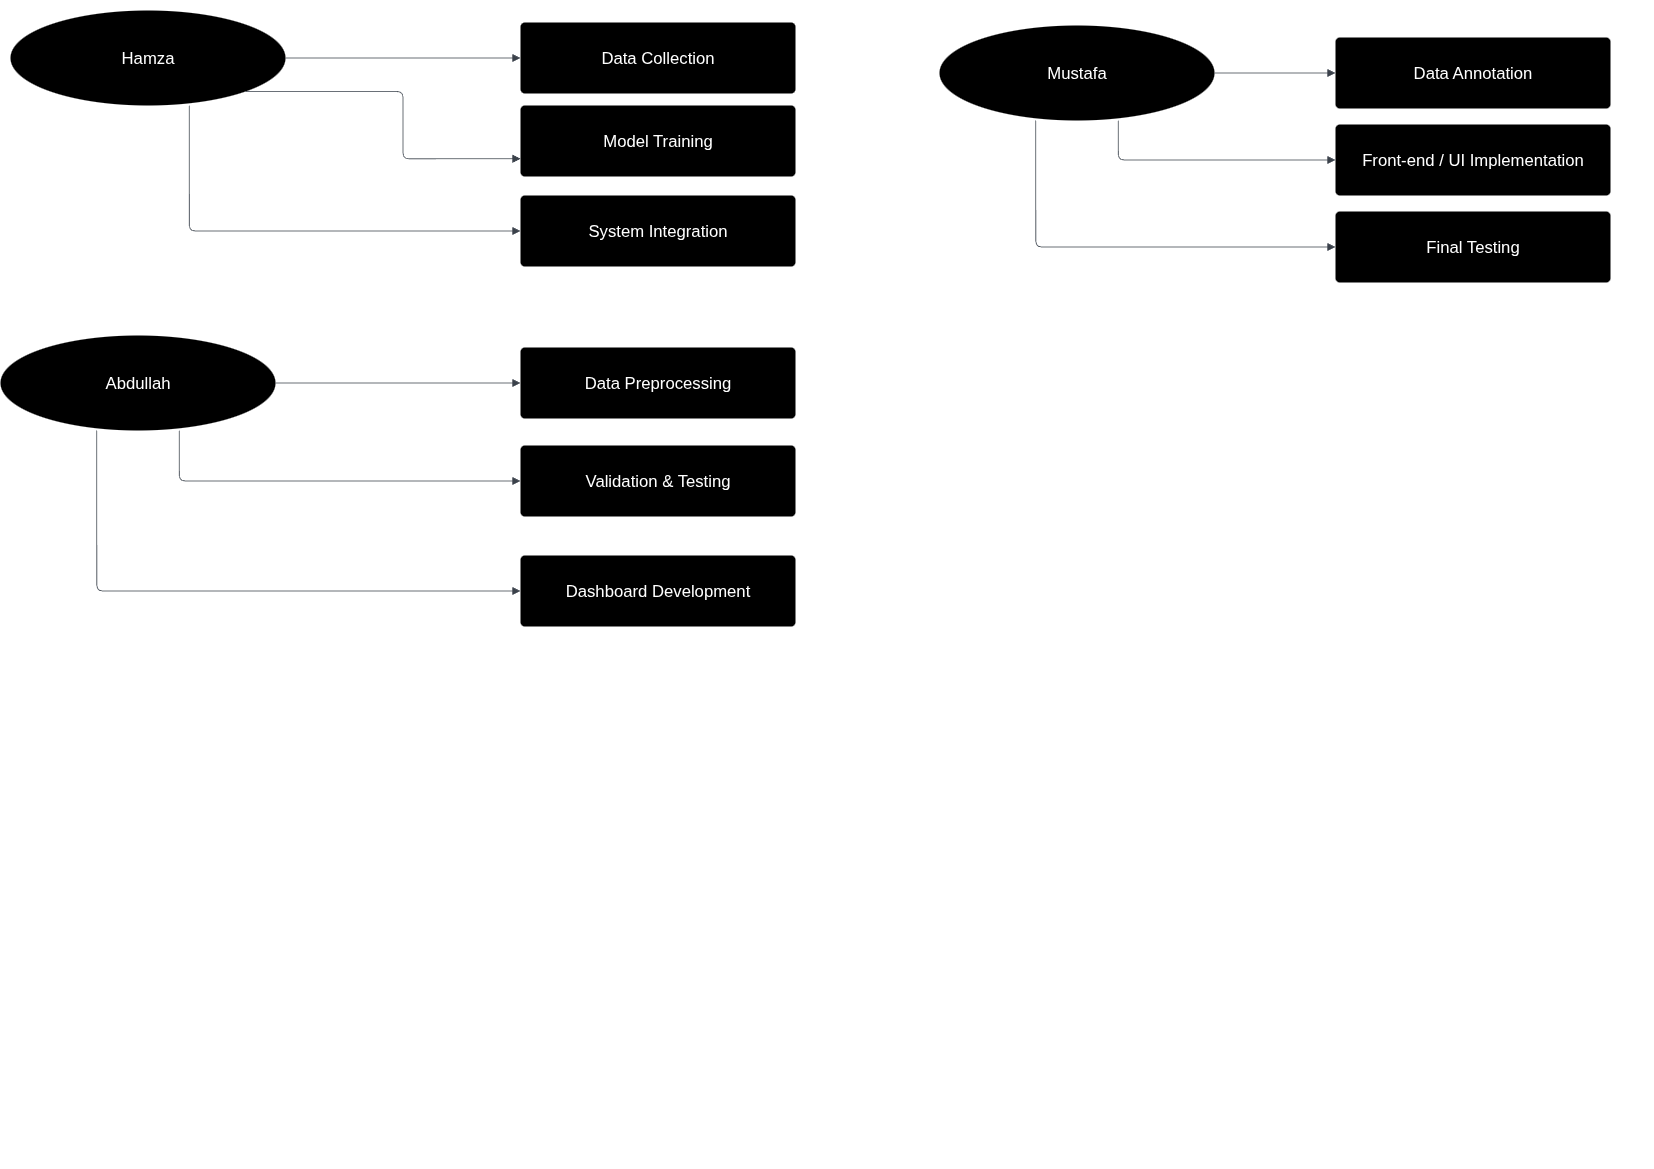 Hamza
Data Collection
Model Training
System Integration
Mustafa
Data Annotation
Front-end / UI Implementation
Final Testing
Abdullah
Data Preprocessing
Validation & Testing
Dashboard Development